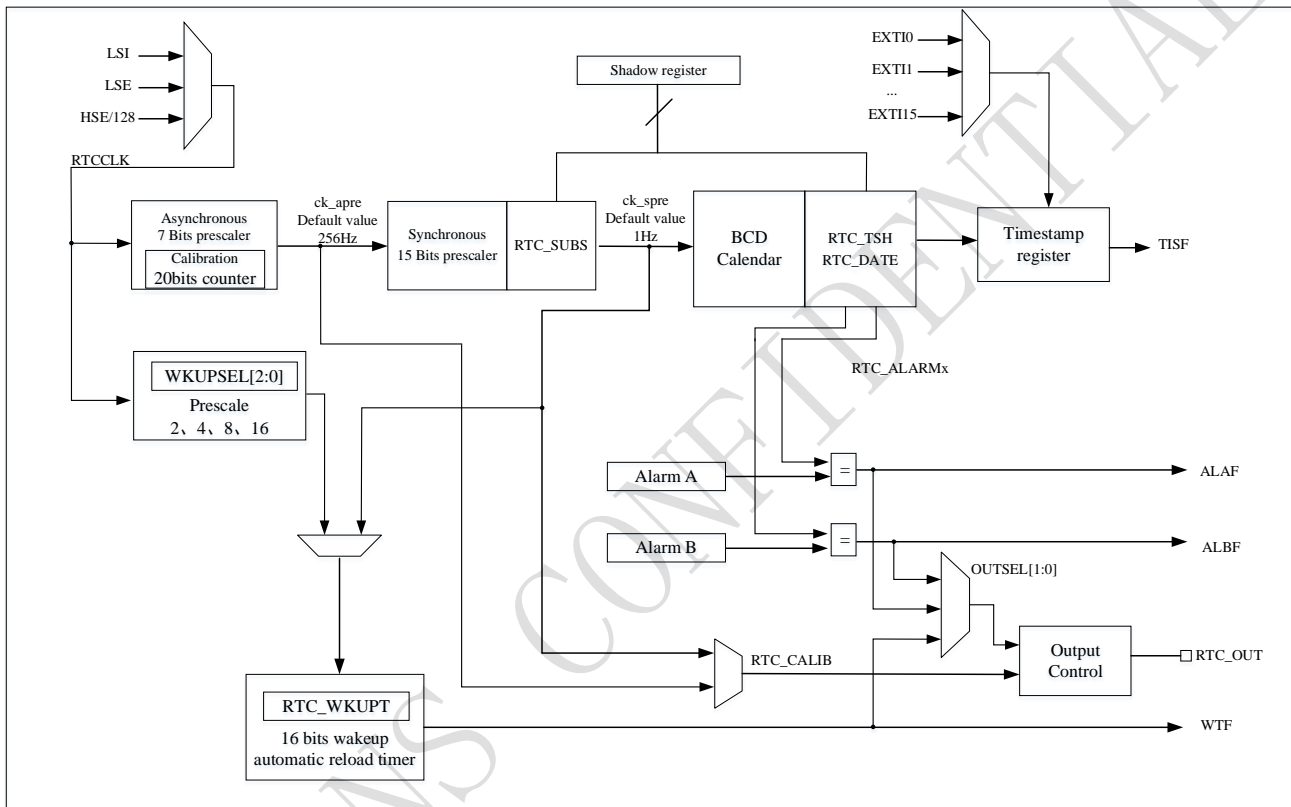 LSI
LSE
HSE/128
RTCCLK
Shadow register
EXTI0
EXTI1
...
EXTI15
Asynchronous
7 Bits prescaler
Calibration
20bits counter
ck_apre
Default value
256Hz
Synchronous
15 Bits prescaler
RTC_SUBS
ck_spre
Default value
1Hz
BCD
Calendar
RTC_TSH
RTC_DATE
Timestamp
register
TISF
WKUPSEL[2:0]
Prescale
2、4、8、16
RTC_ALARMx
Alarm A
=
ALAF
Alarm B
=
ALBF
OUTSEL[1:0]
RTC_CALIB
Output
Control
RTC_OUT
RTC_WKUPT
16 bits wakeup
automatic reload timer
WTF
NS CONFIDENTIAL